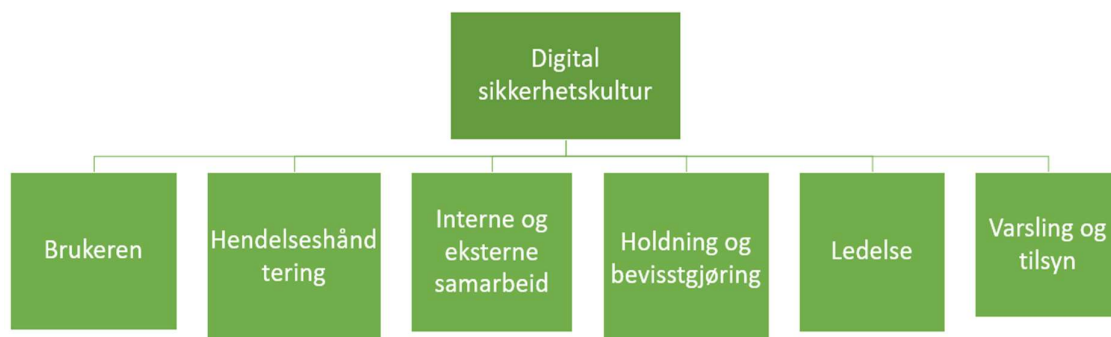 Digital
sikkerhetskultur
Brukeren
Hendelseshånd
tering
Interne og
eksterne
samarbeid
Holdning og
bevisstgjøring
Ledelse
Varsling og
tilsyn